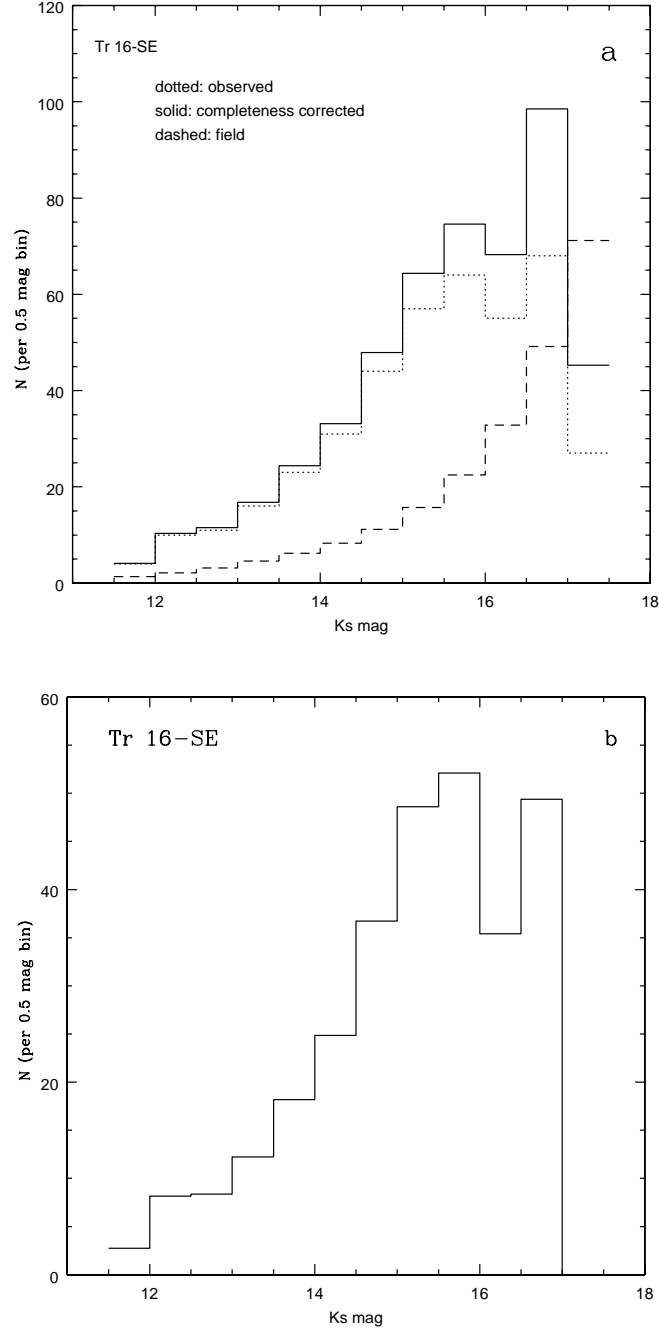 120
Tr 16-SE
a
dotted: observed
solid: completeness corrected
dashed: field
100
80
60
40
20
0
N (per 0.5 mag bin)
12
14
16
18
Ks mag
60
Tr 16-SE
b
40
20
0
N (per 0.5 mag bin)
12
14
16
18
Ks mag